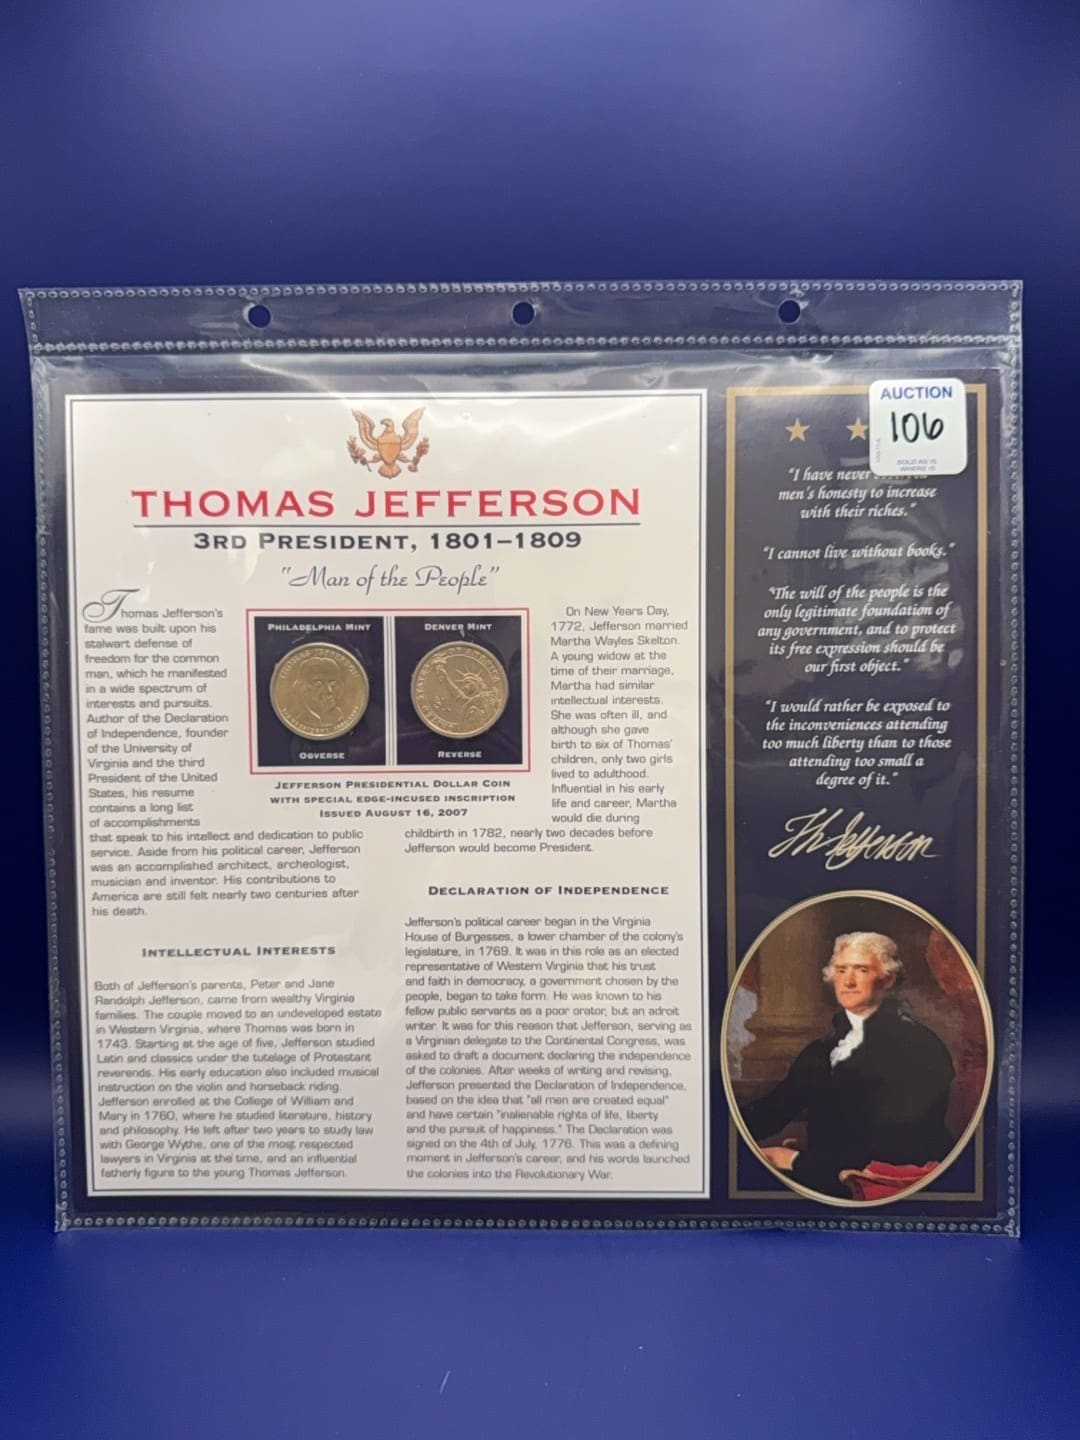 AUCTION
106
SOLD AS IS
WHERE IS
THOMAS JEFFERSON
3RD PRESIDENT, 1801–1809
"Man of the People"
Thomas Jefferson's
fame was built upon his
stalwart defense of
freedom for the common
man, which he manifested
in a wide spectrum of
interests and pursuits.
Author of the Declaration
of Independence, founder
of the University of
Virginia and the third
President of the United
States, his resume
contains a long list
of accomplishments
that speak to his intellect and dedication to public
service. Aside from his political career, Jefferson
was an accomplished architect, archeologist,
musician and inventor. His contributions to
America are still felt nearly two centuries after
his death.
INTELLECTUAL INTERESTS
Both of Jefferson's parents, Peter and Jane
Randolph Jefferson, came from wealthy Virginia
families. The couple moved to an undeveloped estate
in Western Virginia, where Thomas was born in
1743. Starting at the age of five, Jefferson studied
Latin and classics under the tutelage of Protestant
reverends. His early education also included musical
instruction on the violin and horseback riding.
Jefferson enrolled at the College of William and
Mary in 1760, where he studied literature, history
and philosophy. He left after two years to study law
with George Wythe, one of the most respected
lawyers in Virginia at the time, and an influential
fatherly figure to the young Thomas Jefferson.
PHILADELPHIA MINT
OBVERSE
DENVER MINT
REVERSE
JEFFERSON PRESIDENTIAL DOLLAR COIN
WITH SPECIAL EDGE-INCUSED INSCRIPTION
ISSUED AUGUST 16, 2007
On New Years Day,
1772, Jefferson married
Martha Wayles Skelton.
A young widow at the
time of their marriage,
Martha had similar
intellectual interests.
She was often ill, and
although she gave
birth to six of Thomas'
children, only two girls
lived to adulthood.
Influential in his early
life and career, Martha
would die during
childbirth in 1782, nearly two decades before
Jefferson would become President.
DECLARATION OF INDEPENDENCE
Jefferson's political career began in the Virginia
House of Burgesses, a lower chamber of the colony's
legislature, in 1769. It was in this role as an elected
representative of Western Virginia that his trust
and faith in democracy, a government chosen by the
people, began to take form. He was known to his
fellow public servants as a poor orator, but an adroit
writer. It was for this reason that Jefferson, serving as
a Virginian delegate to the Continental Congress, was
asked to draft a document declaring the independence
of the colonies. After weeks of writing and revising,
Jefferson presented the Declaration of Independence,
based on the idea that "all men are created equal"
and have certain "inalienable rights of life, liberty
and the pursuit of happiness." The Declaration was
signed on the 4th of July, 1776. This was a defining
moment in Jefferson's career, and his words launched
the colonies into the Revolutionary War.
"I have never
men's honesty to increase
with their riches."
"I cannot live without books."
"The will of the people is the
only legitimate foundation of
any government, and to protect
its free expression should be
our first object."
"I would rather be exposed to
the inconveniences attending
too much liberty than to those
attending too small a
degree of it."
Th Jefferson